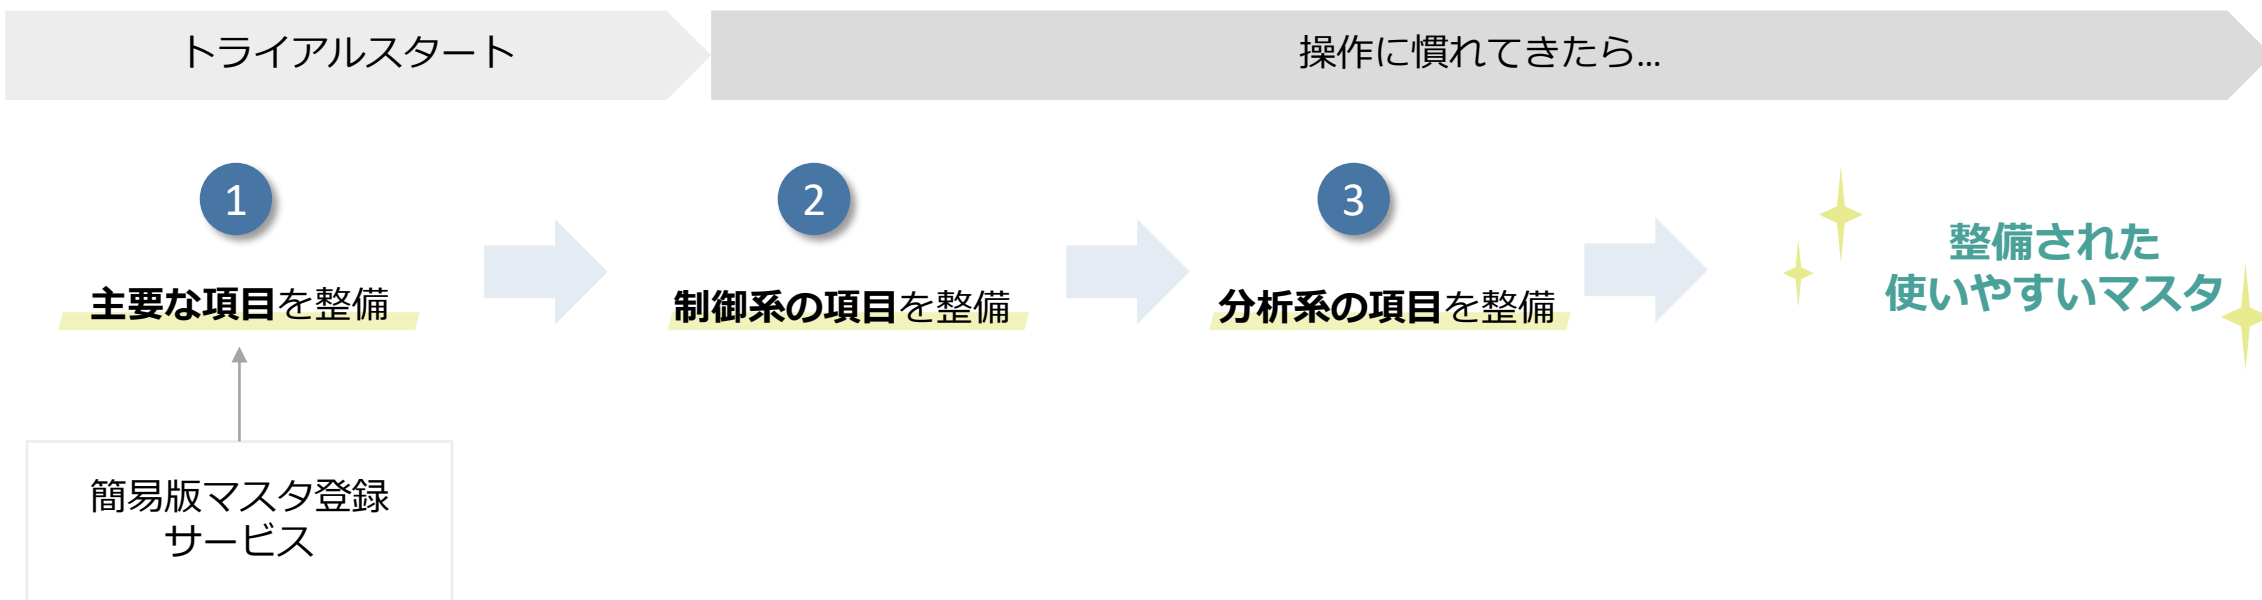 トライアルスタート
操作に慣れてきたら...
1
2
3
主要な項目を整備
制御系の項目を整備
分析系の項目を整備
整備された
使いやすいマスタ
簡易版マスタ登録
サービス